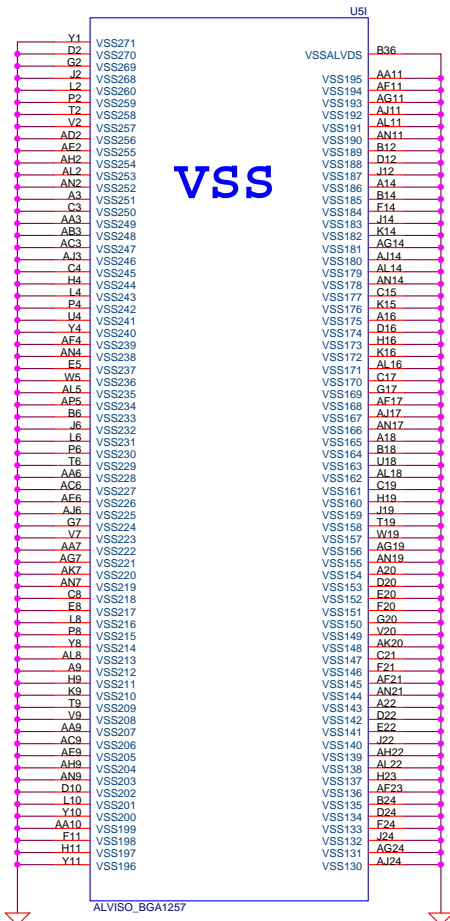 U5I
VSS
Y1 VSS271
D2 VSS270
G2 VSS269
J2 VSS268
L2 VSS260
P2 VSS259
T2 VSS258
V2 VSS257
AD2 VSS256
AE2 VSS255
AH2 VSS254
AL2 VSS253
AN2 VSS252
A3 VSS251
C3 VSS250
AA3 VSS249
AB3 VSS248
AC3 VSS247
AJ3 VSS246
C4 VSS245
H4 VSS244
L4 VSS243
P4 VSS242
U4 VSS241
Y4 VSS240
AF4 VSS239
AN4 VSS238
E5 VSS237
W5 VSS236
AL5 VSS235
AP5 VSS234
B6 VSS233
J6 VSS232
L6 VSS231
P6 VSS230
T6 VSS229
AA6 VSS228
AC6 VSS227
AE6 VSS226
AJ6 VSS225
G7 VSS224
V7 VSS223
AA7 VSS222
AG7 VSS221
AK7 VSS220
AN7 VSS219
C8 VSS218
E8 VSS217
L8 VSS216
P8 VSS215
Y8 VSS214
AL8 VSS213
A9 VSS212
H9 VSS211
K9 VSS210
T9 VSS209
V9 VSS208
AA9 VSS207
AC9 VSS206
AE9 VSS205
AH9 VSS204
AN9 VSS203
D10 VSS202
L10 VSS201
Y10 VSS200
AA10 VSS199
F11 VSS198
H11 VSS197
Y11 VSS196
VSSALVDS B36
VSS195 AA11
VSS194 AF11
VSS193 AG11
VSS192 AJ11
VSS191 AL11
VSS190 AN11
VSS189 B12
VSS188 D12
VSS187 J12
VSS186 A14
VSS185 B14
VSS184 F14
VSS183 J14
VSS182 K14
VSS181 AG14
VSS180 AJ14
VSS179 AL14
VSS178 AN14
VSS177 C15
VSS176 K15
VSS175 A16
VSS174 D16
VSS173 H16
VSS172 K16
VSS171 AL16
VSS170 C17
VSS169 G17
VSS168 AF17
VSS167 AJ17
VSS166 AN17
VSS165 A18
VSS164 B18
VSS163 U18
VSS162 AL18
VSS161 C19
VSS160 H19
VSS159 J19
VSS158 T19
VSS157 W19
VSS156 AG19
VSS155 AN19
VSS154 A20
VSS153 D20
VSS152 E20
VSS151 F20
VSS150 G20
VSS149 V20
VSS148 AK20
VSS147 C21
VSS146 F21
VSS145 AF21
VSS144 AN21
VSS143 A22
VSS142 D22
VSS141 E22
VSS140 J22
VSS139 AH22
VSS138 AL22
VSS137 H23
VSS136 AF23
VSS135 B24
VSS134 D24
VSS133 F24
VSS132 J24
VSS131 AG24
VSS130 AJ24
ALVISO_BGA1257